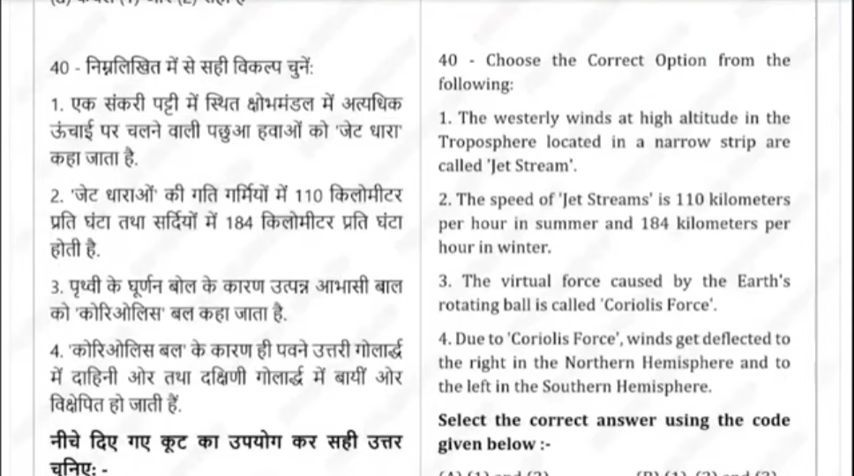 40 - निम्नलिखित में से सही विकल्प चुनें:
1. एक संकरी पट्टी में स्थित क्षोभमंडल में अत्यधिक
ऊंचाई पर चलने वाली पछुआ हवाओं को 'जेट धारा'
कहा जाता है.
2. 'जेट धाराओं' की गति गर्मियों में 110 किलोमीटर
प्रति घंटा तथा सर्दियों में 184 किलोमीटर प्रति घंटा
होती है.
3. पृथ्वी के घूर्णन बोल के कारण उत्पन्न आभासी बाल
को 'कोरिओलिस' बल कहा जाता है.
4. 'कोरिओलिस बल' के कारण ही पवने उत्तरी गोलार्द्ध
में दाहिनी ओर तथा दक्षिणी गोलार्द्ध में बायीं ओर
विक्षेपित हो जाती हैं.
नीचे दिए गए कूट का उपयोग कर सही उत्तर
चुनिए: -
40 - Choose the Correct Option from the
following:
1. The westerly winds at high altitude in the
Troposphere located in a narrow strip are
called 'Jet Stream'.
2. The speed of 'Jet Streams' is 110 kilometers
per hour in summer and 184 kilometers per
hour in winter.
3. The virtual force caused by the Earth's
rotating ball is called 'Coriolis Force'.
4. Due to 'Coriolis Force', winds get deflected to
the right in the Northern Hemisphere and to
the left in the Southern Hemisphere.
Select the correct answer using the code
given below :-